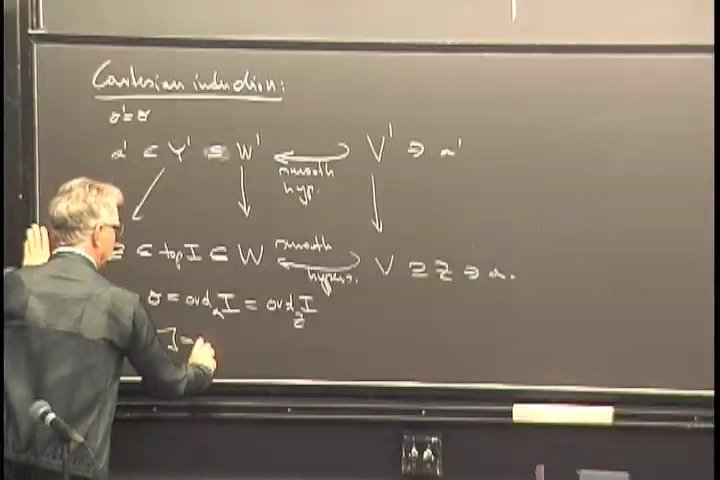 Cartesian induction:
o' = o
a' ∈ Y' ⊆ W' ↩ V' ∋ a'
smooth
hyp.
Z ⊂ top I ⊆ W ↩ V ⊇ Z ∋ a.
smooth
hypers.
o = ord_a I = ord_Z I
J =